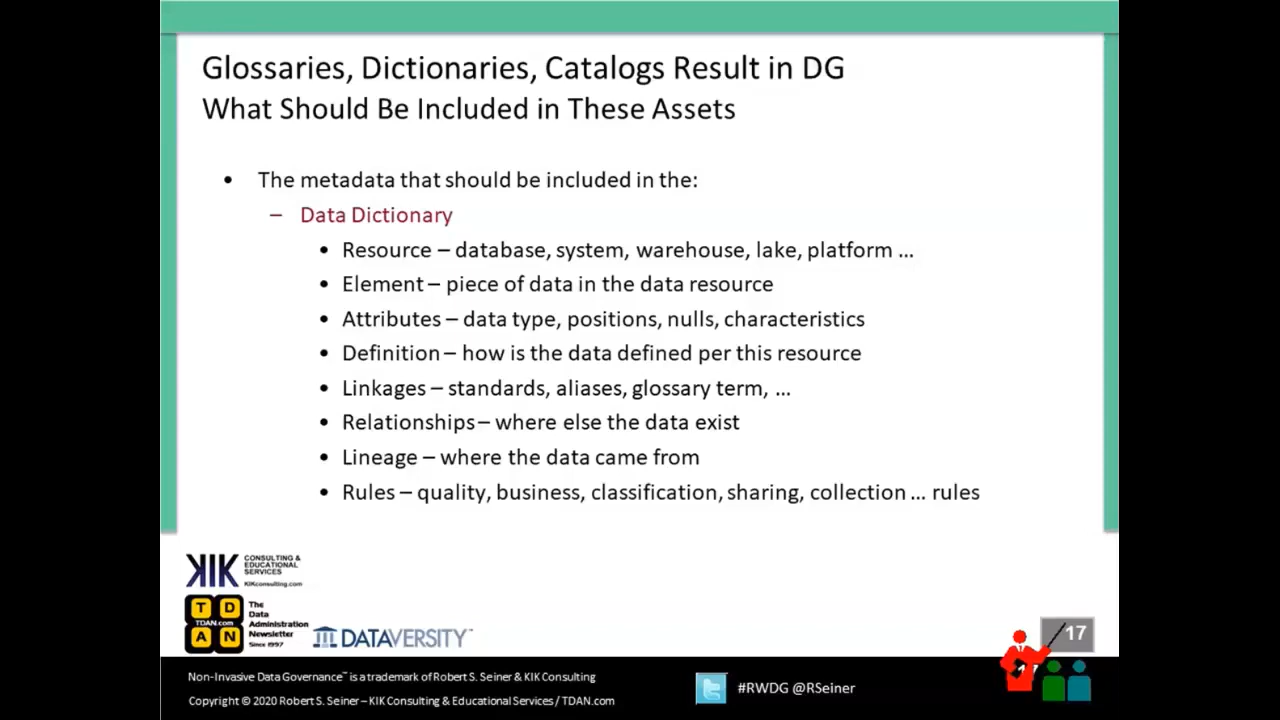 Glossaries, Dictionaries, Catalogs Result in DG
What Should Be Included in These Assets
• The metadata that should be included in the:
– Data Dictionary
• Resource – database, system, warehouse, lake, platform ...
• Element – piece of data in the data resource
• Attributes – data type, positions, nulls, characteristics
• Definition – how is the data defined per this resource
• Linkages – standards, aliases, glossary term, ...
• Relationships – where else the data exist
• Lineage – where the data came from
• Rules – quality, business, classification, sharing, collection ... rules
KIK
CONSULTING &
EDUCATIONAL
SERVICES
KIKconsulting.com
T D
TDAN.com
A N
The
Data
Administration
Newsletter
Since 1997
DATAVERSITY™
17
Non-Invasive Data Governance™ is a trademark of Robert S. Seiner & KIK Consulting
Copyright © 2020 Robert S. Seiner – KIK Consulting & Educational Services / TDAN.com
#RWDG @RSeiner